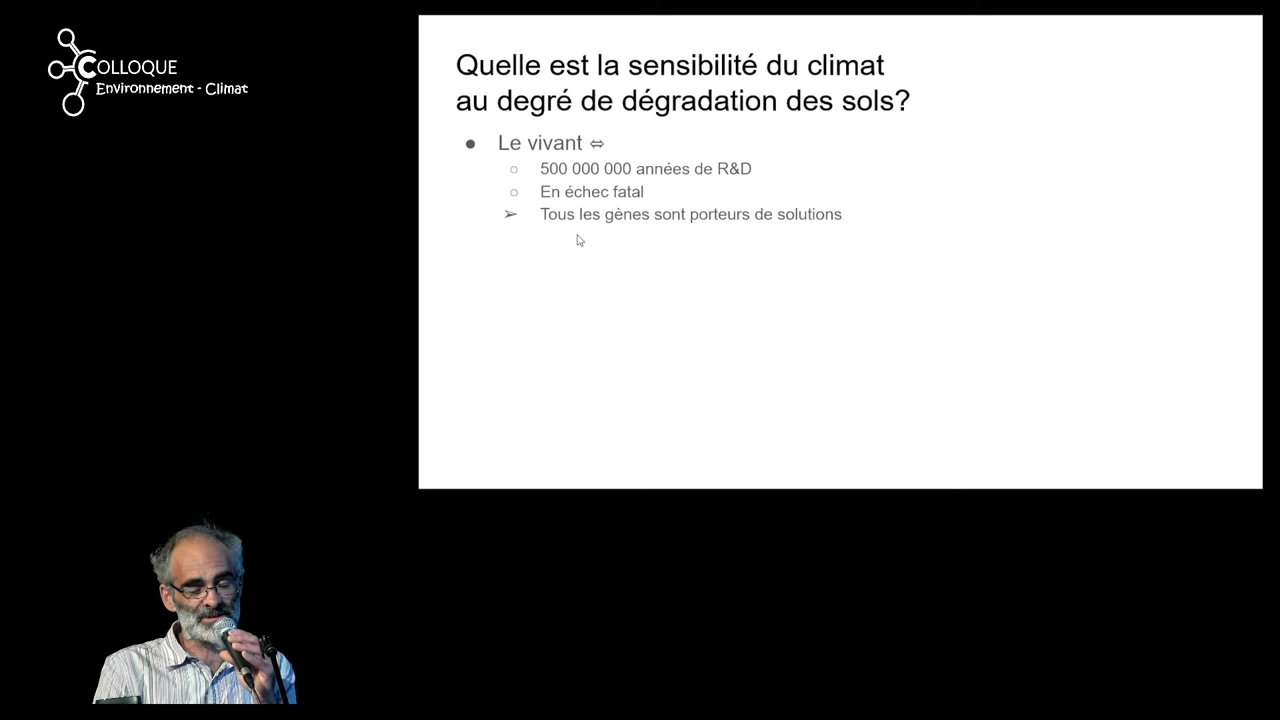 COLLOQUE
Environnement - Climat
Quelle est la sensibilité du climat
au degré de dégradation des sols?
● Le vivant ⇔
○ 500 000 000 années de R&D
○ En échec fatal
➢ Tous les gènes sont porteurs de solutions